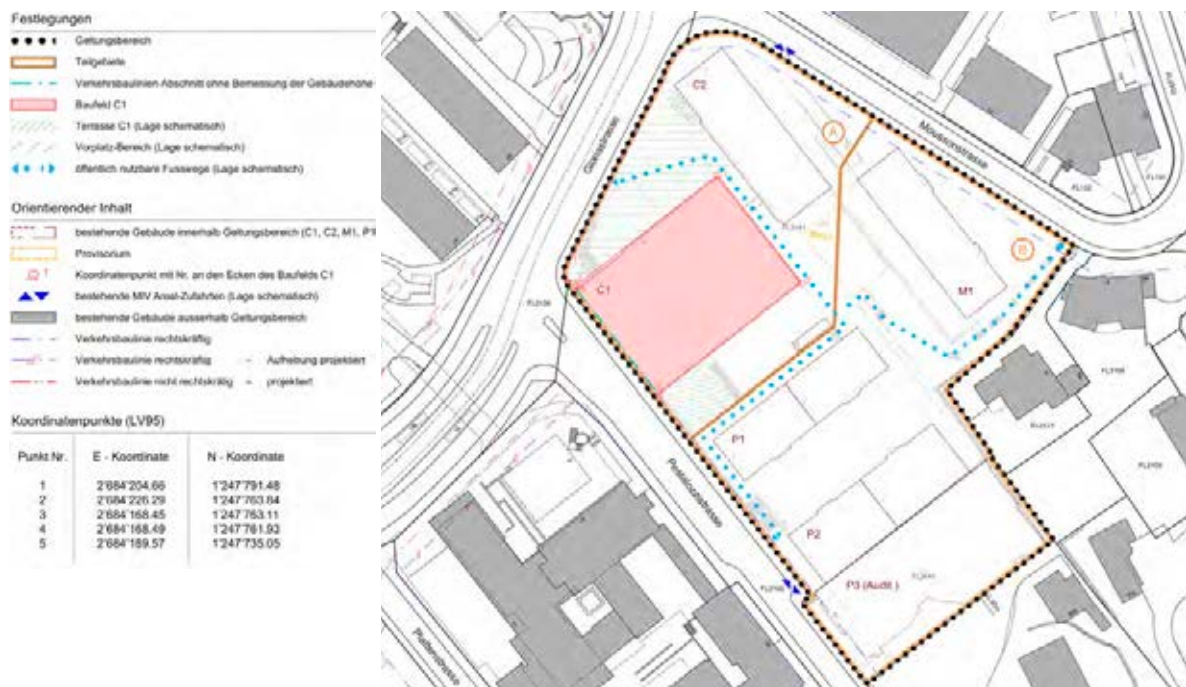 Festlegungen
Geltungsbereich
Teilgebiete
Verkehrsbaulinien Abschnitt ohne Bemessung der Gebäudehöhe
Baufeld C1
Terrasse C1 (Lage schematisch)
Vorplatz-Bereich (Lage schematisch)
öffentlich nutzbare Fusswege (Lage schematisch)
Orientierender Inhalt
bestehende Gebäude innerhalb Geltungsbereich (C1, C2, M1, P1
Provisorium
Koordinatenpunkt mit Nr. an den Ecken des Baufelds C1
bestehende MIV Areal-Zufahrten (Lage schematisch)
bestehende Gebäude ausserhalb Geltungsbereich
Verkehrsbaulinie rechtskräftig
Verkehrsbaulinie rechtskräftig - Aufhebung projektiert
Verkehrsbaulinie nicht rechtskräftig - projektiert
Koordinatenpunkte (LV95)
Punkt Nr. E - Koordinate N - Koordinate
1 2'684'204.66 1'247'791.48
2 2'684'226.29 1'247'763.84
3 2'684'168.45 1'247'763.11
4 2'684'168.49 1'247'761.93
5 2'684'189.57 1'247'735.05
C2
A
Moussonstrasse
Gloriastrasse
B
C1
M1
P1
Pestalozzistrasse
P2
P3 (Audit.)
Plattenstrasse